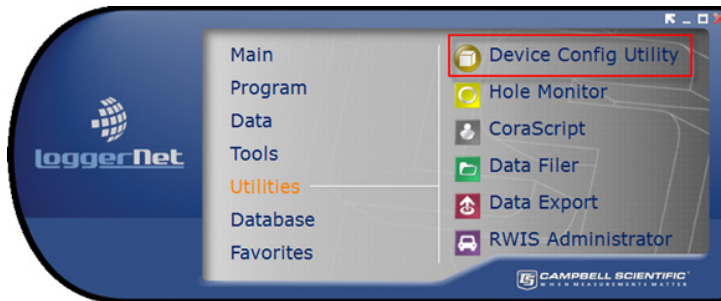 LoggerNet
Main
Program
Data
Tools
Utilities
Database
Favorites
Device Config Utility
Hole Monitor
CoraScript
Data Filer
Data Export
RWIS Administrator
CAMPBELL SCIENTIFIC
WHEN MEASUREMENTS MATTER